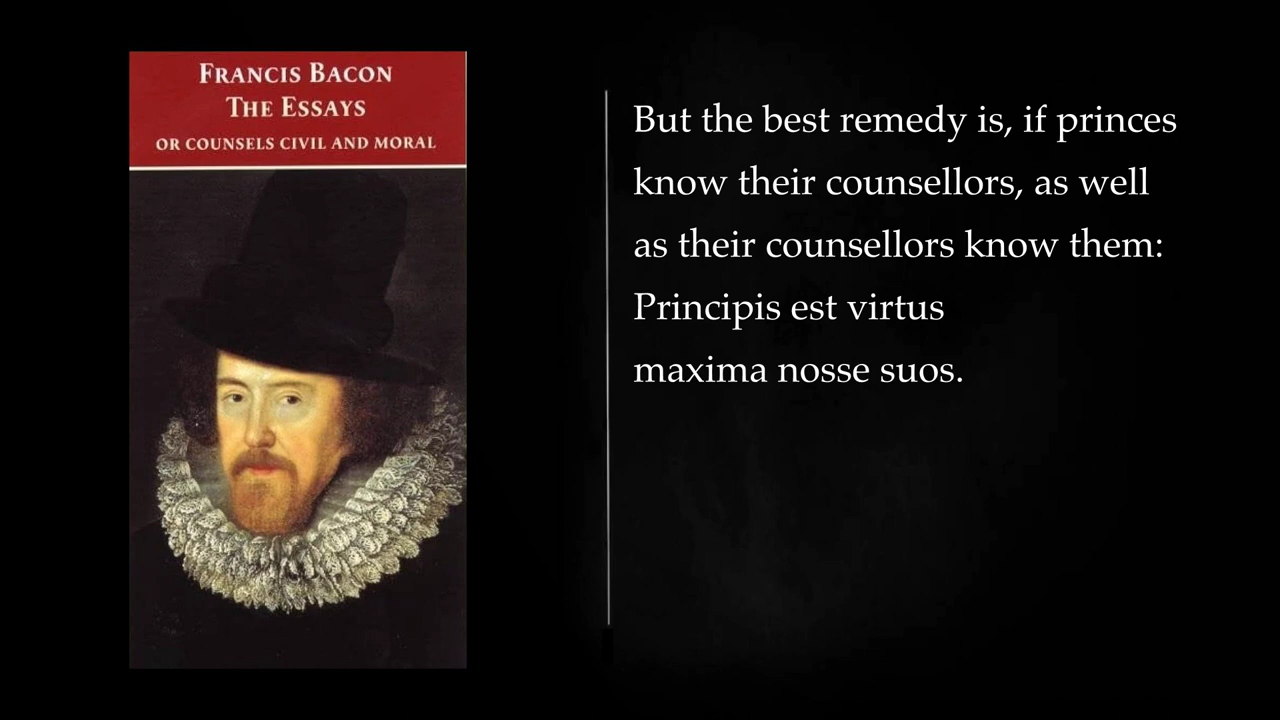 FRANCIS BACON
THE ESSAYS
OR COUNSELS CIVIL AND MORAL
But the best remedy is, if princes
know their counsellors, as well
as their counsellors know them:
Principis est virtus
maxima nosse suos.